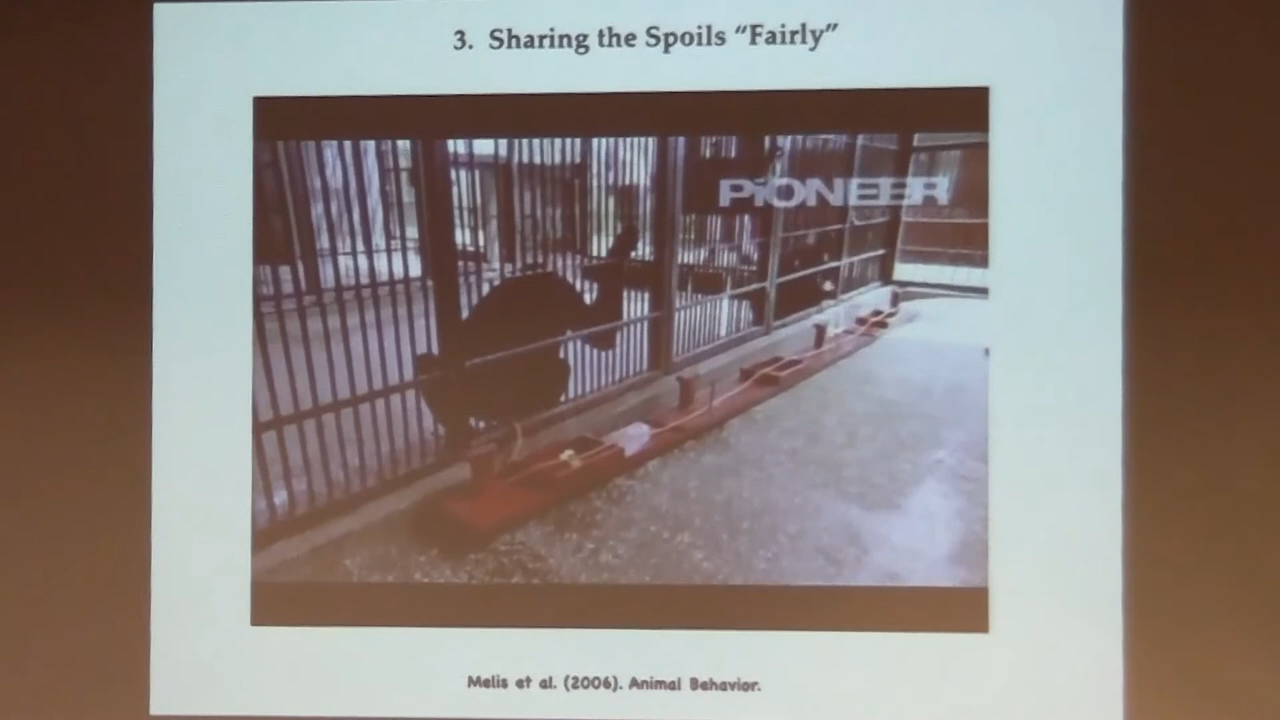 3. Sharing the Spoils “Fairly”
PiONEER
Melis et al. (2006). Animal Behavior.